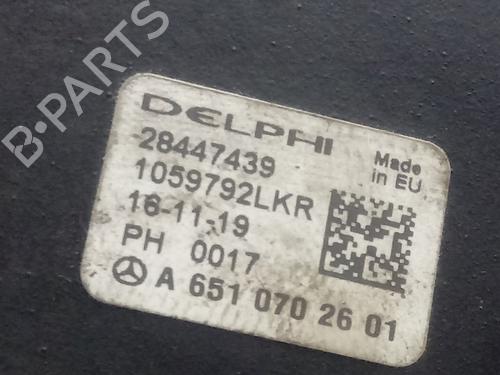 B-PARTS
DELPHI
28447439
Made
in EU
1059792LKR
16-11-19
PH 0017
A 651 070 26 01